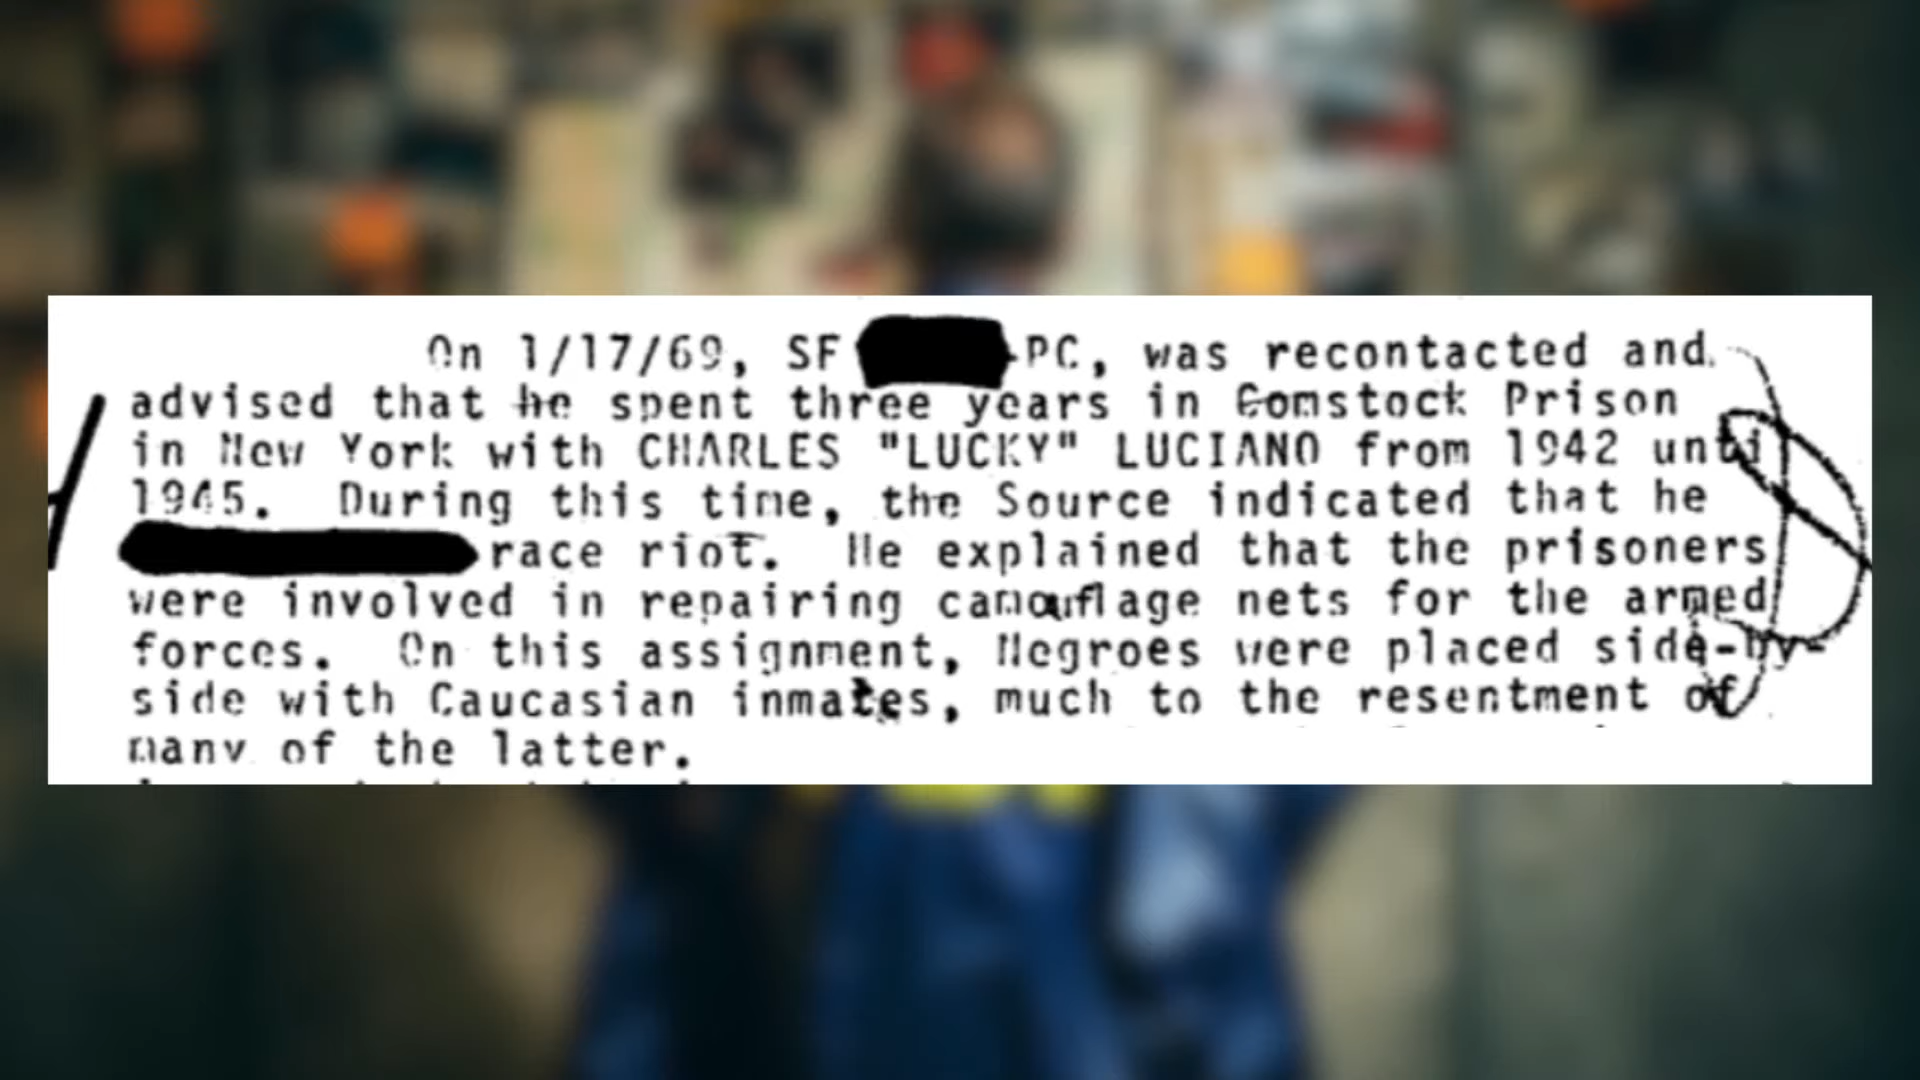 On 1/17/69, SF -PC, was recontacted and
advised that he spent three years in Comstock Prison
in New York with CHARLES "LUCKY" LUCIANO from 1942 unti
1945. During this time, the Source indicated that he
race riot. He explained that the prisoners
were involved in repairing camouflage nets for the armed
forces. On this assignment, Negroes were placed side-by-
side with Caucasian inmates, much to the resentment of
many of the latter.